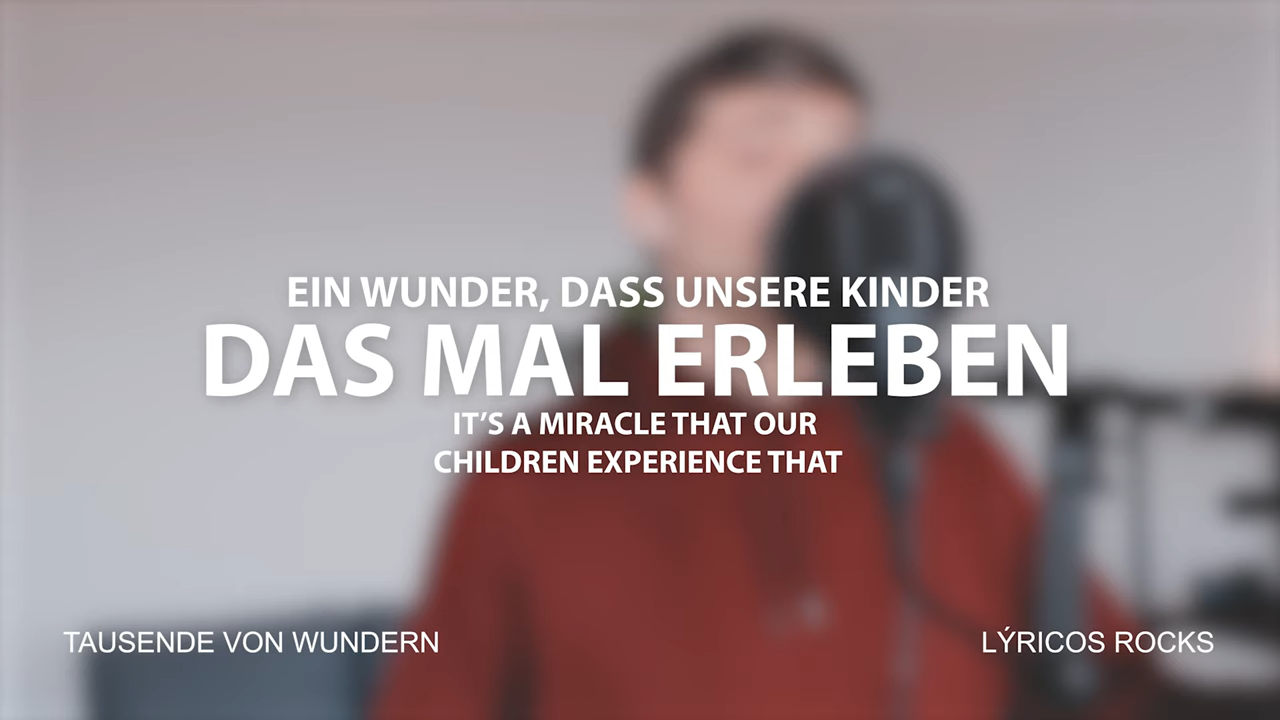 EIN WUNDER, DASS UNSERE KINDER
DAS MAL ERLEBEN
IT’S A MIRACLE THAT OUR
CHILDREN EXPERIENCE THAT
TAUSENDE VON WUNDERN
LÝRICOS ROCKS